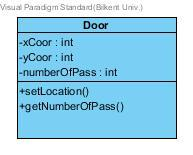 Visual Paradigm Standard(Bilkent Univ.)
Door
-xCoor : int
-yCoor : int
-numberOfPass : int
+setLocation()
+getNumberOfPass()